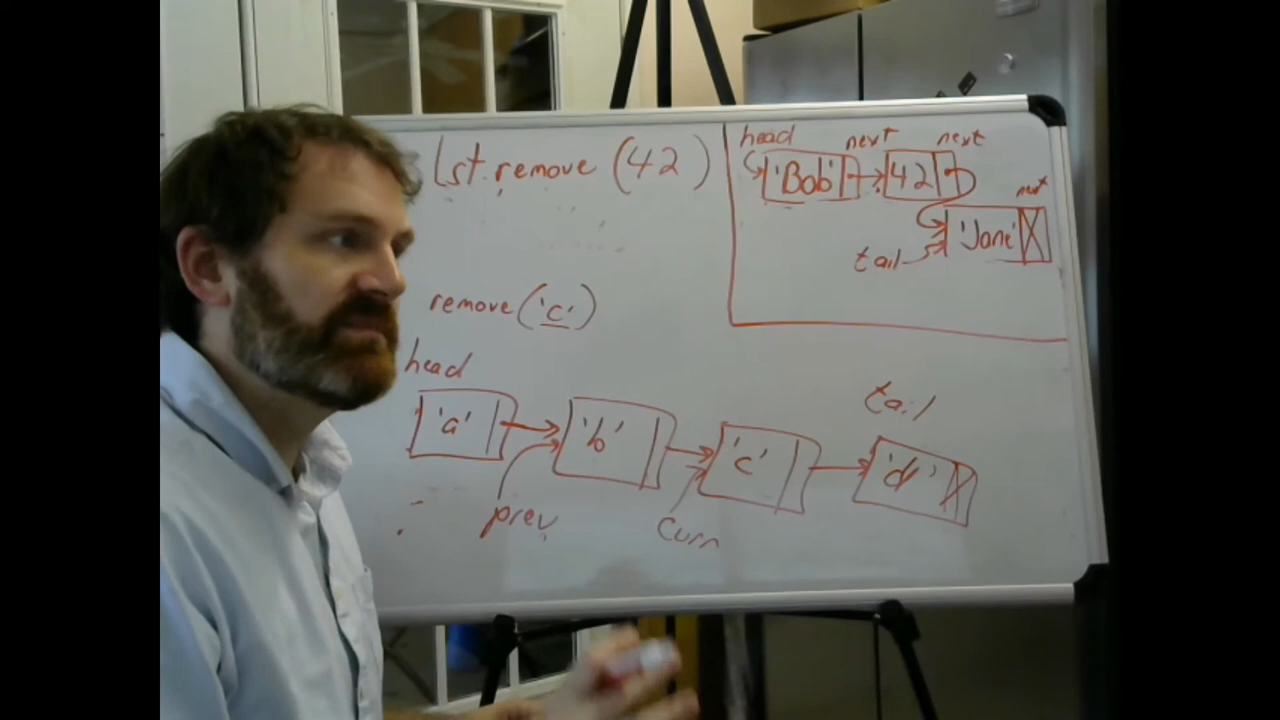 lst.remove (42)
head next next
'Bob' 42
next
'Jane'
tail
remove('c')
head
tail
'a' 'b' 'c' 'd'
prev
curr